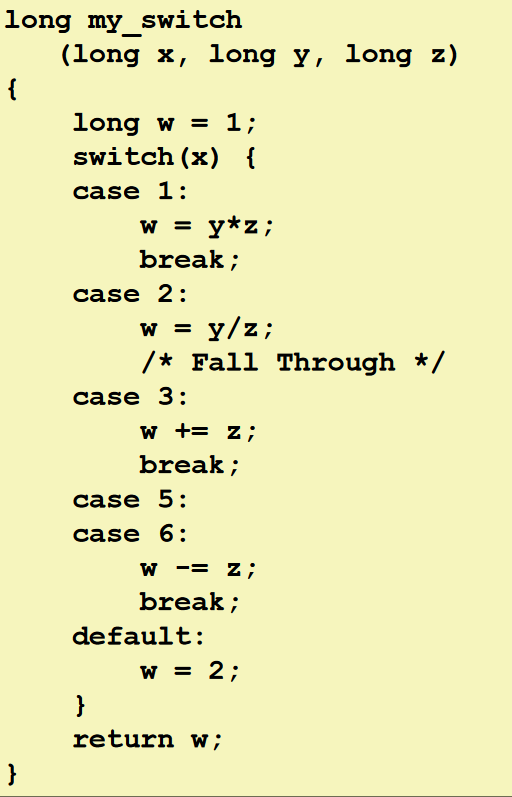 long my_switch
   (long x, long y, long z)
{
    long w = 1;
    switch(x) {
    case 1:
        w = y*z;
        break;
    case 2:
        w = y/z;
        /* Fall Through */
    case 3:
        w += z;
        break;
    case 5:
    case 6:
        w -= z;
        break;
    default:
        w = 2;
    }
    return w;
}